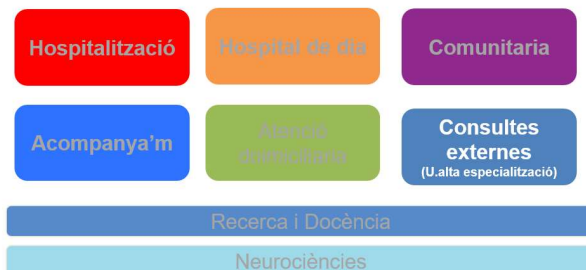 Hospitalització
Hospital de dia
Comunitaria
Acompanya'm
Atenció
domiciliaria
Consultes
externes
(U.alta especialització)
Recerca i Docència
Neurociències